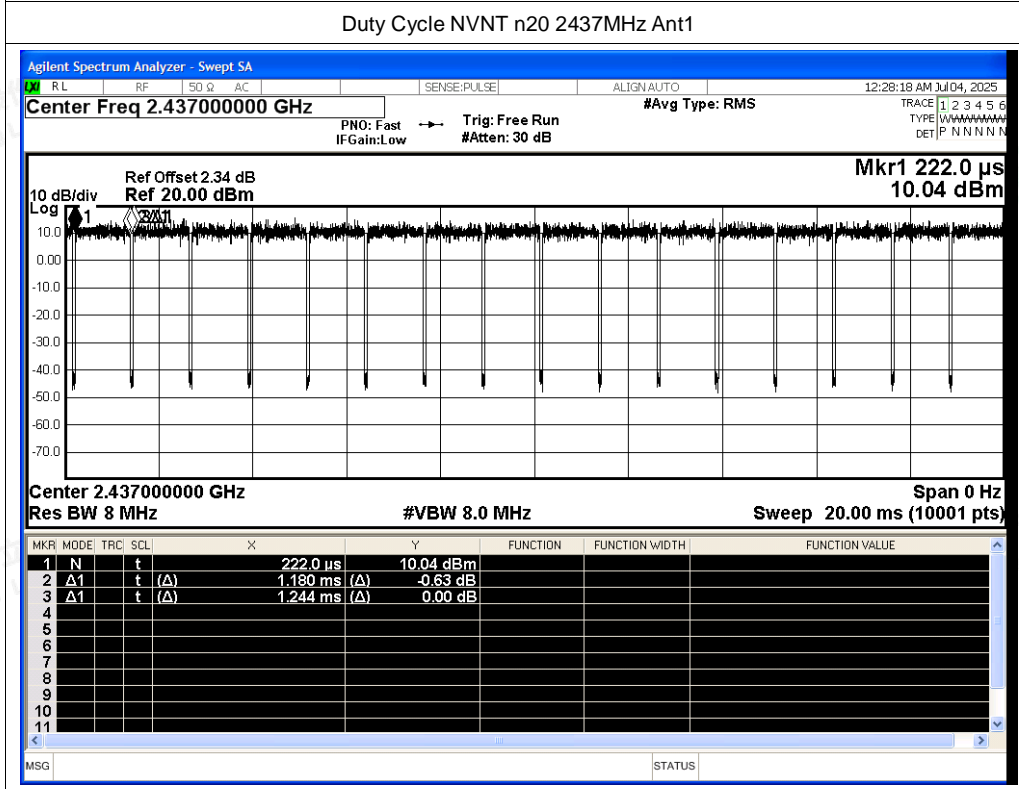 Duty Cycle NVNT n20 2437MHz Ant1
Agilent Spectrum Analyzer - Swept SA
LXI RL RF 50 Ω AC SENSE:PULSE ALIGN AUTO 12:28:18 AM Jul 04, 2025
Center Freq 2.437000000 GHz #Avg Type: RMS TRACE 1 2 3 4 5 6
PNO: Fast Trig: Free Run TYPE WWWWWW
IFGain:Low #Atten: 30 dB DET P N N N N N
Mkr1 222.0 µs
Ref Offset 2.34 dB
10 dB/div Ref 20.00 dBm 10.04 dBm
Log
1 2Δ1 3Δ1
10.0
0.00
-10.0
-20.0
-30.0
-40.0
-50.0
-60.0
-70.0
Center 2.437000000 GHz Span 0 Hz
Res BW 8 MHz #VBW 8.0 MHz Sweep 20.00 ms (10001 pts)
MKR MODE TRC SCL X Y FUNCTION FUNCTION WIDTH FUNCTION VALUE
1 N t 222.0 µs 10.04 dBm
2 Δ1 t (Δ) 1.180 ms (Δ) -0.63 dB
3 Δ1 t (Δ) 1.244 ms (Δ) 0.00 dB
4
5
6
7
8
9
10
11
MSG STATUS